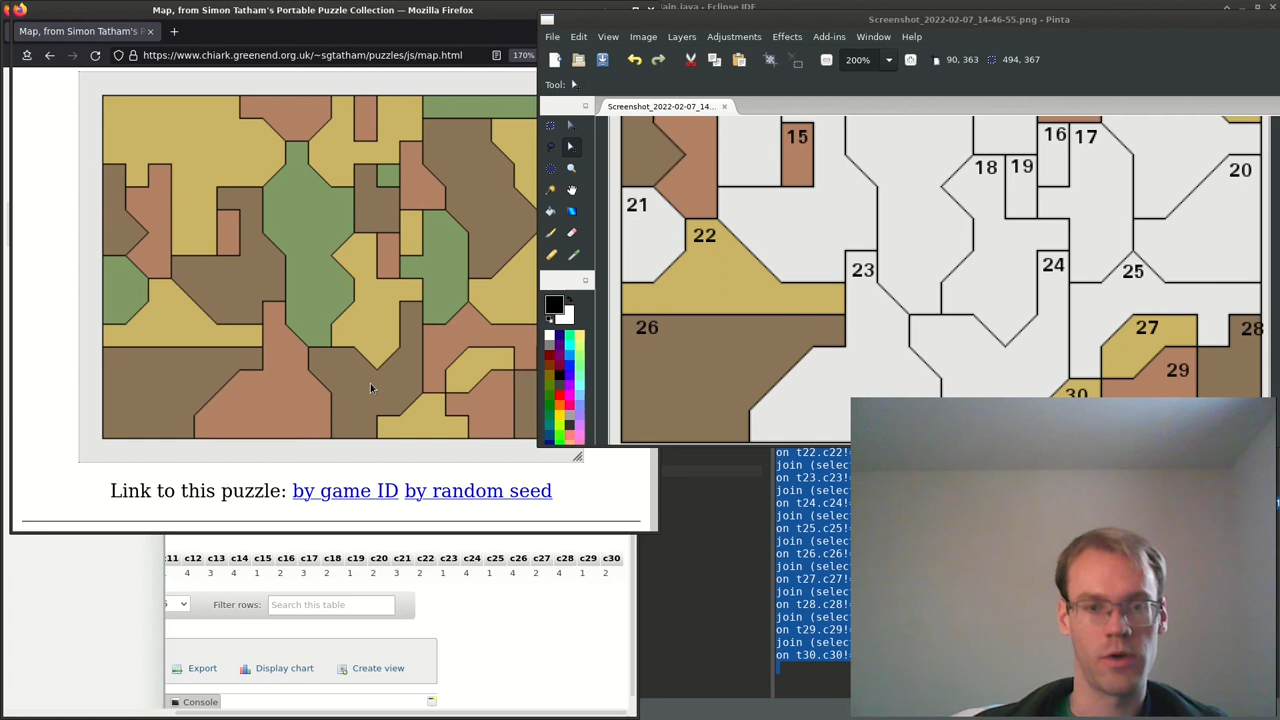 Map, from Simon Tatham's Portable Puzzle Collection — Mozilla Firefox
Map, from Simon Tatham's P
https://www.chiark.greenend.org.uk/~sgtatham/puzzles/js/map.html
170%
Link to this puzzle: by game ID by random seed
ain.java - Eclipse IDE
Screenshot_2022-02-07_14-46-55.png - Pinta
File Edit View Image Layers Adjustments Effects Add-ins Window Help
200%
90, 363
494, 367
Tool:
Screenshot_2022-02-07_14...
15
16
17
18
19
20
21
22
23
24
25
26
27
28
29
30
c11 c12 c13 c14 c15 c16 c17 c18 c19 c20 c21 c22 c23 c24 c25 c26 c27 c28 c29 c30
4 3 4 1 2 3 2 1 2 3 2 1 4 1 4 1 2
Filter rows: Search this table
Export Display chart Create view
Console
on t22.c22!
join (selec
on t23.c23!
join (selec
on t24.c24!
join (selec
on t25.c25!
join (selec
on t26.c26!
join (selec
on t27.c27!
join (selec
on t28.c28!
join (selec
on t29.c29!
join (selec
on t30.c30!